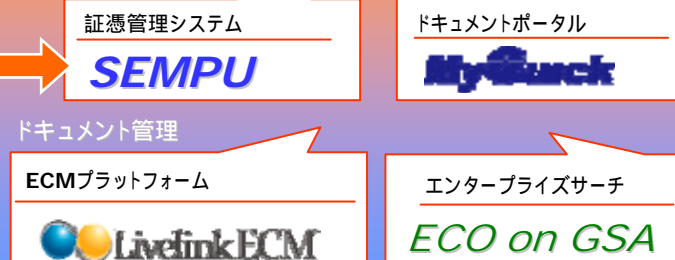 証憑管理システム
SEMPU
ドキュメントポータル
MyQuick
ドキュメント管理
ECMプラットフォーム
Livelink ECM
エンタープライズサーチ
ECO on GSA